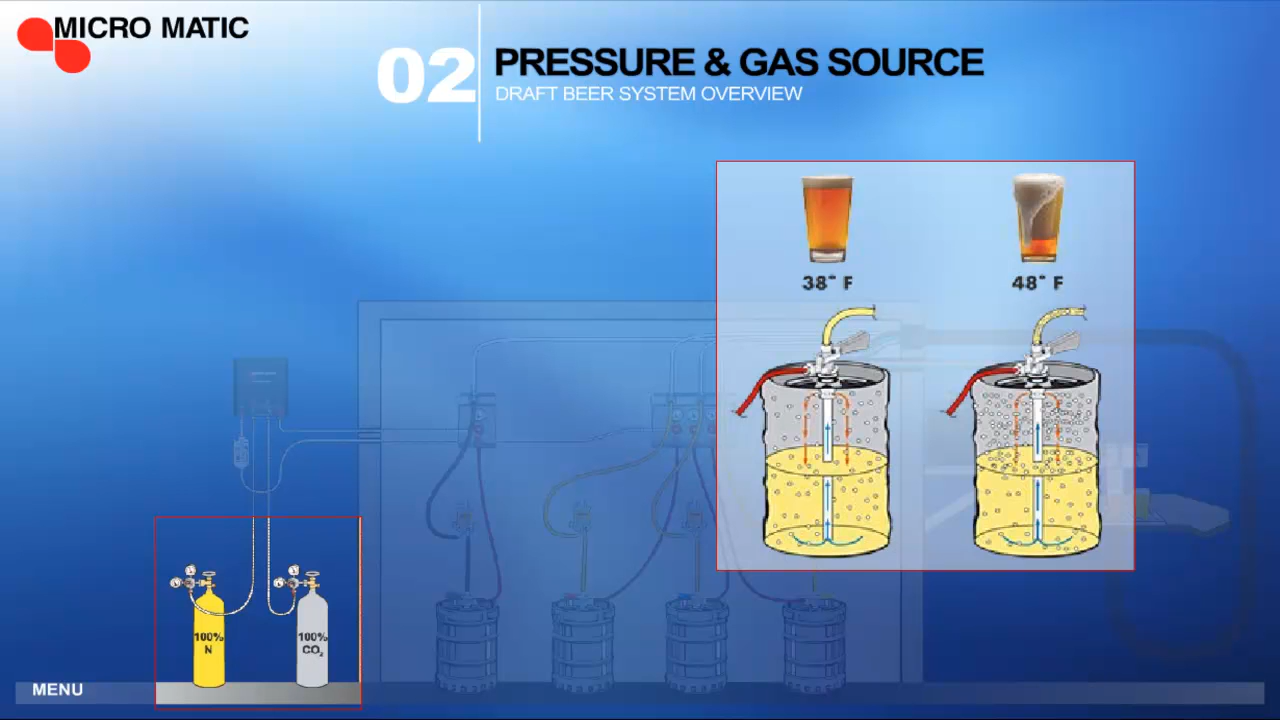 MICRO MATIC
02
PRESSURE & GAS SOURCE
DRAFT BEER SYSTEM OVERVIEW
38° F
48° F
100%
N
100%
CO₂
MENU